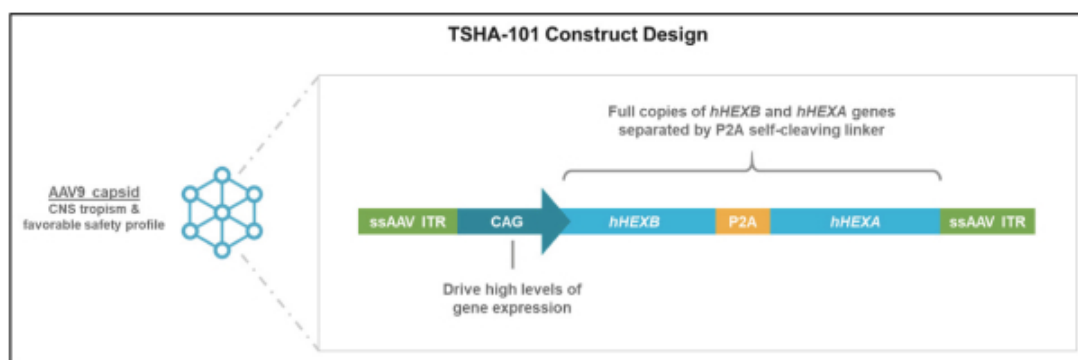 TSHA-101 Construct Design
Full copies of hHEXB and hHEXA genes
separated by P2A self-cleaving linker
AAV9 capsid
CNS tropism &
favorable safety profile
ssAAV ITR CAG hHEXB P2A hHEXA ssAAV ITR
Drive high levels of
gene expression